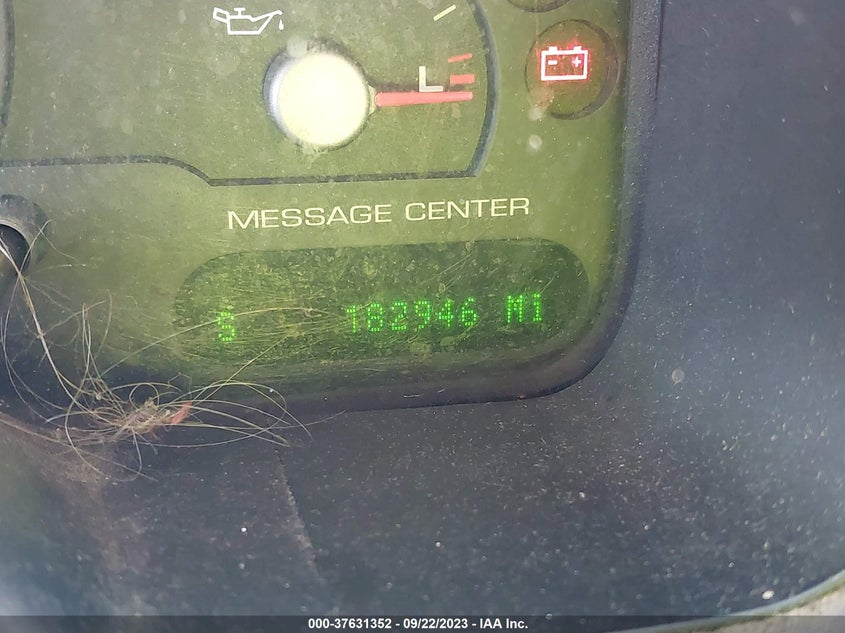 L
MESSAGE CENTER
S 182946 MI
000-37631352 - 09/22/2023 - IAA Inc.